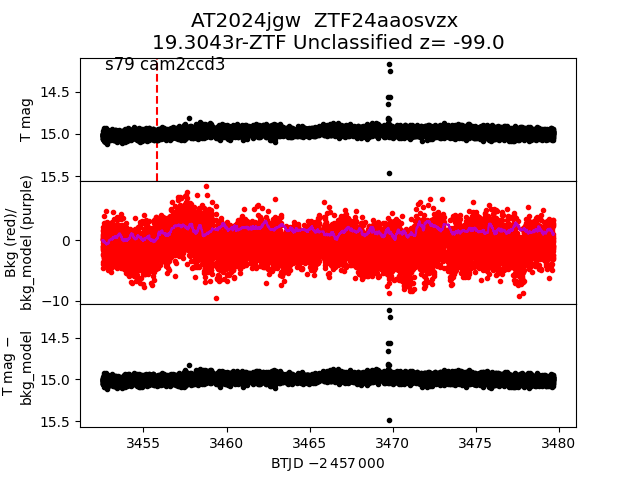 AT2024jgw  ZTF24aaosvzx
19.3043r-ZTF Unclassified z= -99.0
s79 cam2ccd3
T mag
14.5
15.0
15.5
Bkg (red)/
bkg_model (purple)
0
−10
T mag −
bkg_model
14.5
15.0
15.5
3455 3460 3465 3470 3475 3480
BTJD −2 457 000